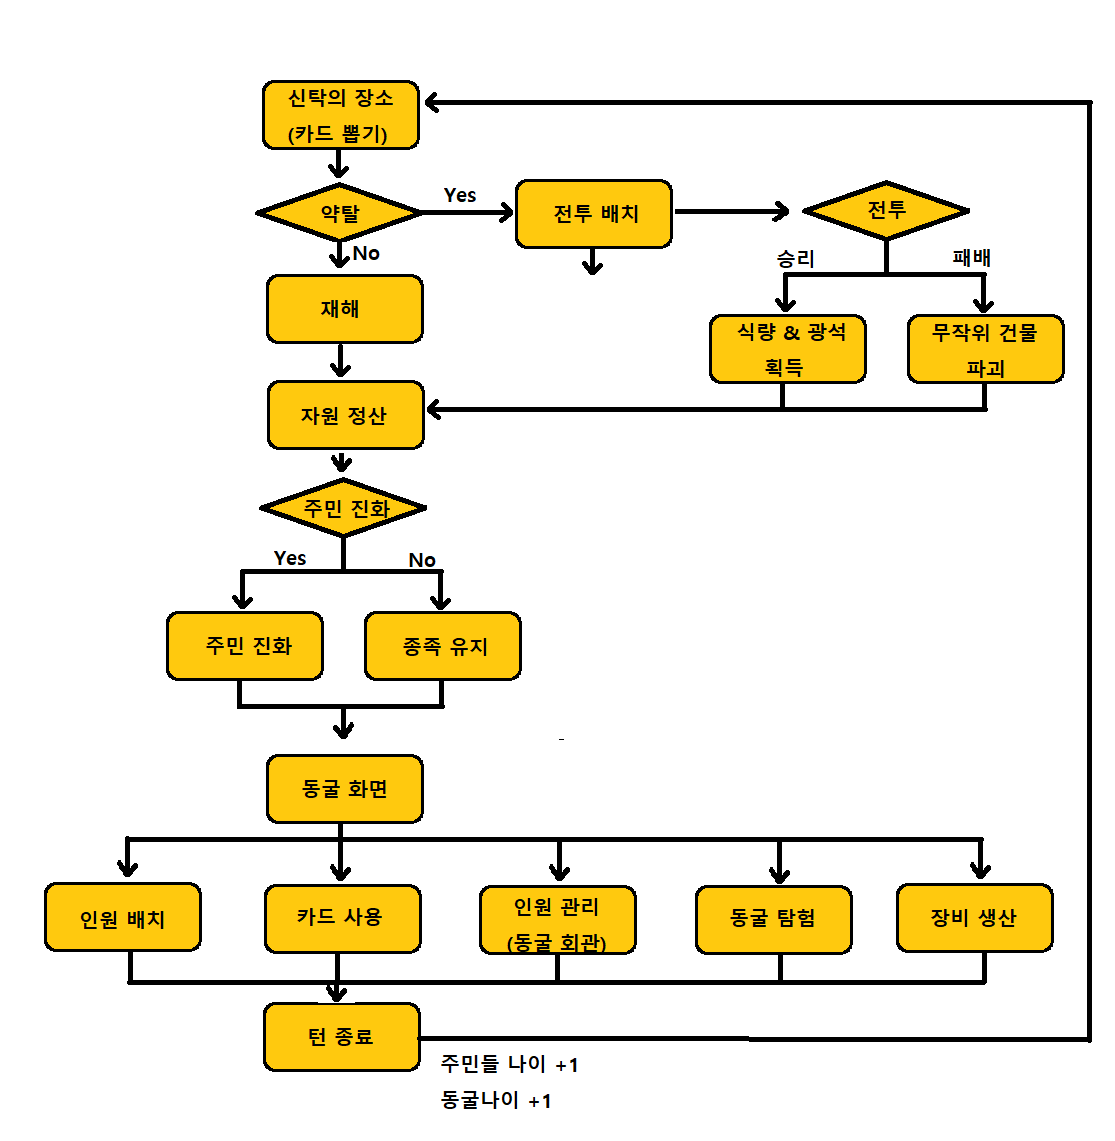 신탁의 장소
(카드 뽑기)
약탈
Yes
전투 배치
전투
No
승리
패배
재해
식량 & 광석
획득
무작위 건물
파괴
자원 정산
주민 진화
Yes
No
주민 진화
종족 유지
동굴 화면
인원 배치
카드 사용
인원 관리
(동굴 회관)
동굴 탐험
장비 생산
턴 종료
주민들 나이 +1
동굴나이 +1